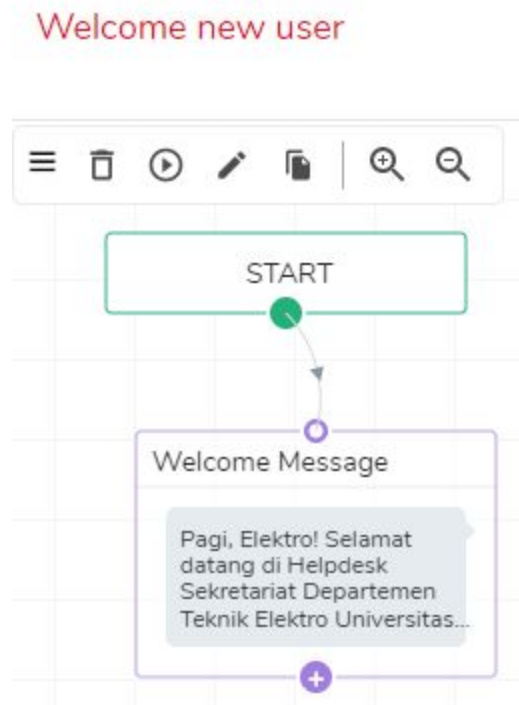 Welcome new user
START
Welcome Message
Pagi, Elektro! Selamat
datang di Helpdesk
Sekretariat Departemen
Teknik Elektro Universitas...